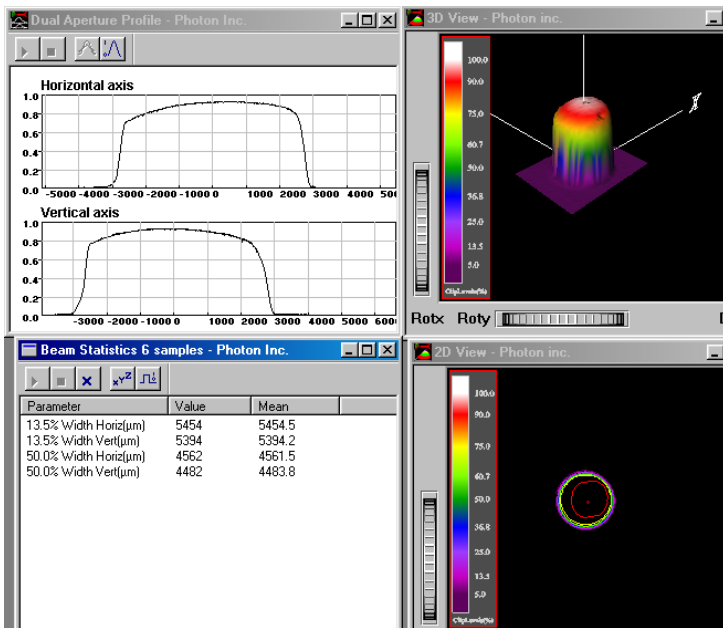 Dual Aperture Profile - Photon Inc.
Horizontal axis
1.0
0.8
0.6
0.4
0.2
0.0
-5000 -4000 -3000 -2000 -1000 0 1000 2000 3000 4000 50
Vertical axis
1.0
0.8
0.6
0.4
0.2
0.0
-3000 -2000 -1000 0 1000 2000 3000 4000 5000
3D View - Photon inc.
100.0
90.0
75.0
60.7
50.0
36.8
25.0
13.5
5.0
ClipLevels(%)
Rotx Roty
Beam Statistics 6 samples - Photon Inc.
Parameter Value Mean
13.5% Width Horiz(µm) 5454 5454.5
13.5% Width Vert(µm) 5394 5394.2
50.0% Width Horiz(µm) 4562 4561.5
50.0% Width Vert(µm) 4482 4483.8
2D View - Photon inc.
100.0
90.0
75.0
60.7
50.0
36.8
25.0
13.5
5.0
ClipLevels(%)